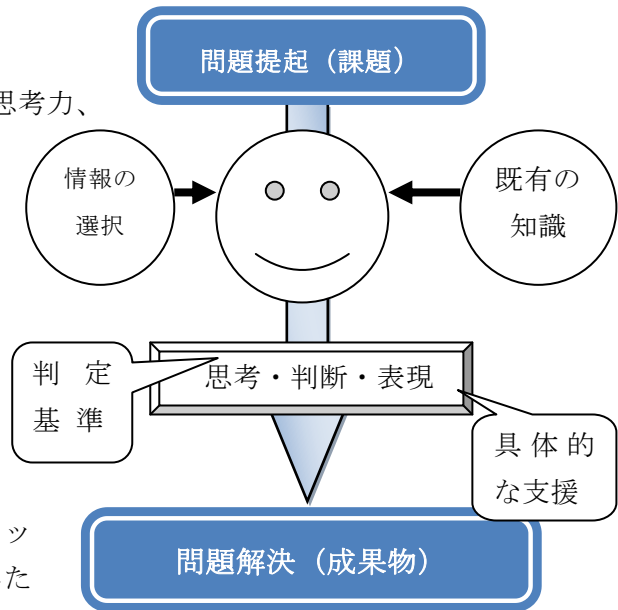 問題提起（課題）
思考力、
情報の
選択
既有の
知識
判定
基準
思考・判断・表現
具体的
な支援
ッ
問題解決（成果物）
た